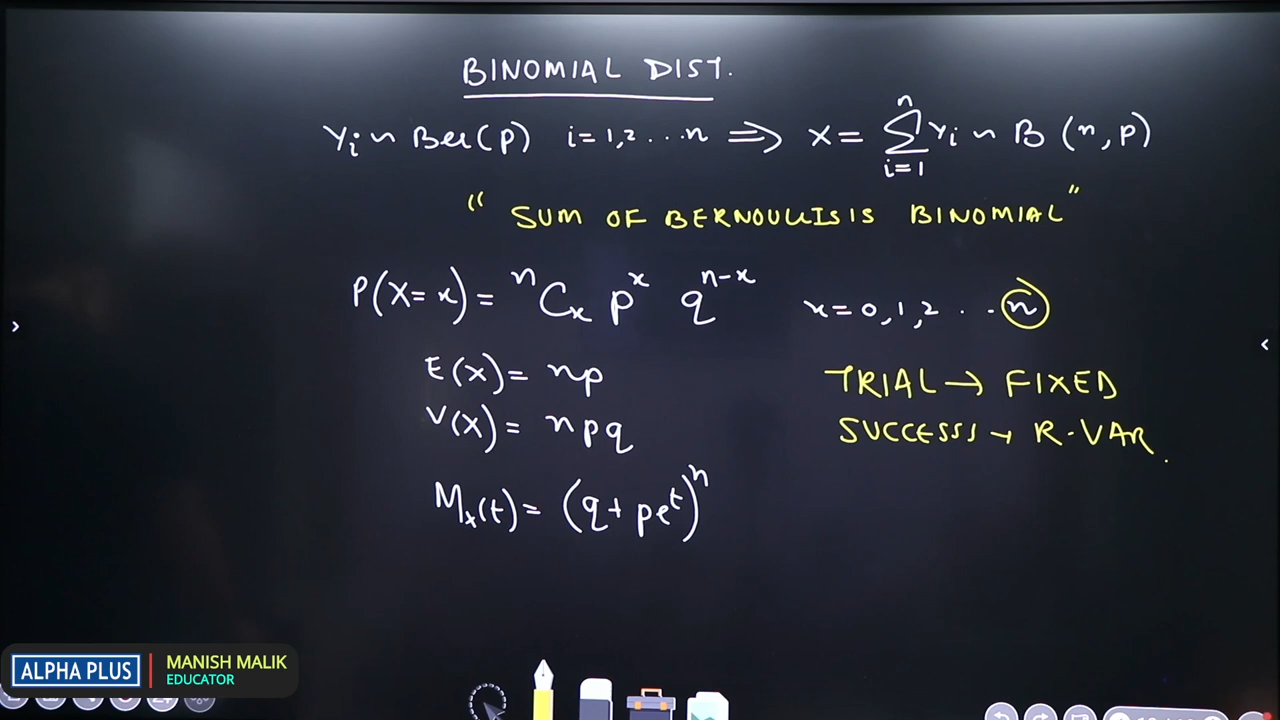 BINOMIAL DIST.
Yi ~ Ber(p) i=1,2...n ⟹ X = Σ_{i=1}^{n} Yi ~ B (n,p)
" SUM OF BERNOULLIS IS BINOMIAL "
P(X=x) = ⁿCₓ pˣ qⁿ⁻ˣ x=0,1,2 ... n
E(X) = np
V(X) = npq
Mₓ(t) = (q+peᵗ)ⁿ
TRIAL → FIXED
SUCCESSS → R.VAR.
ALPHA PLUS
MANISH MALIK
EDUCATOR